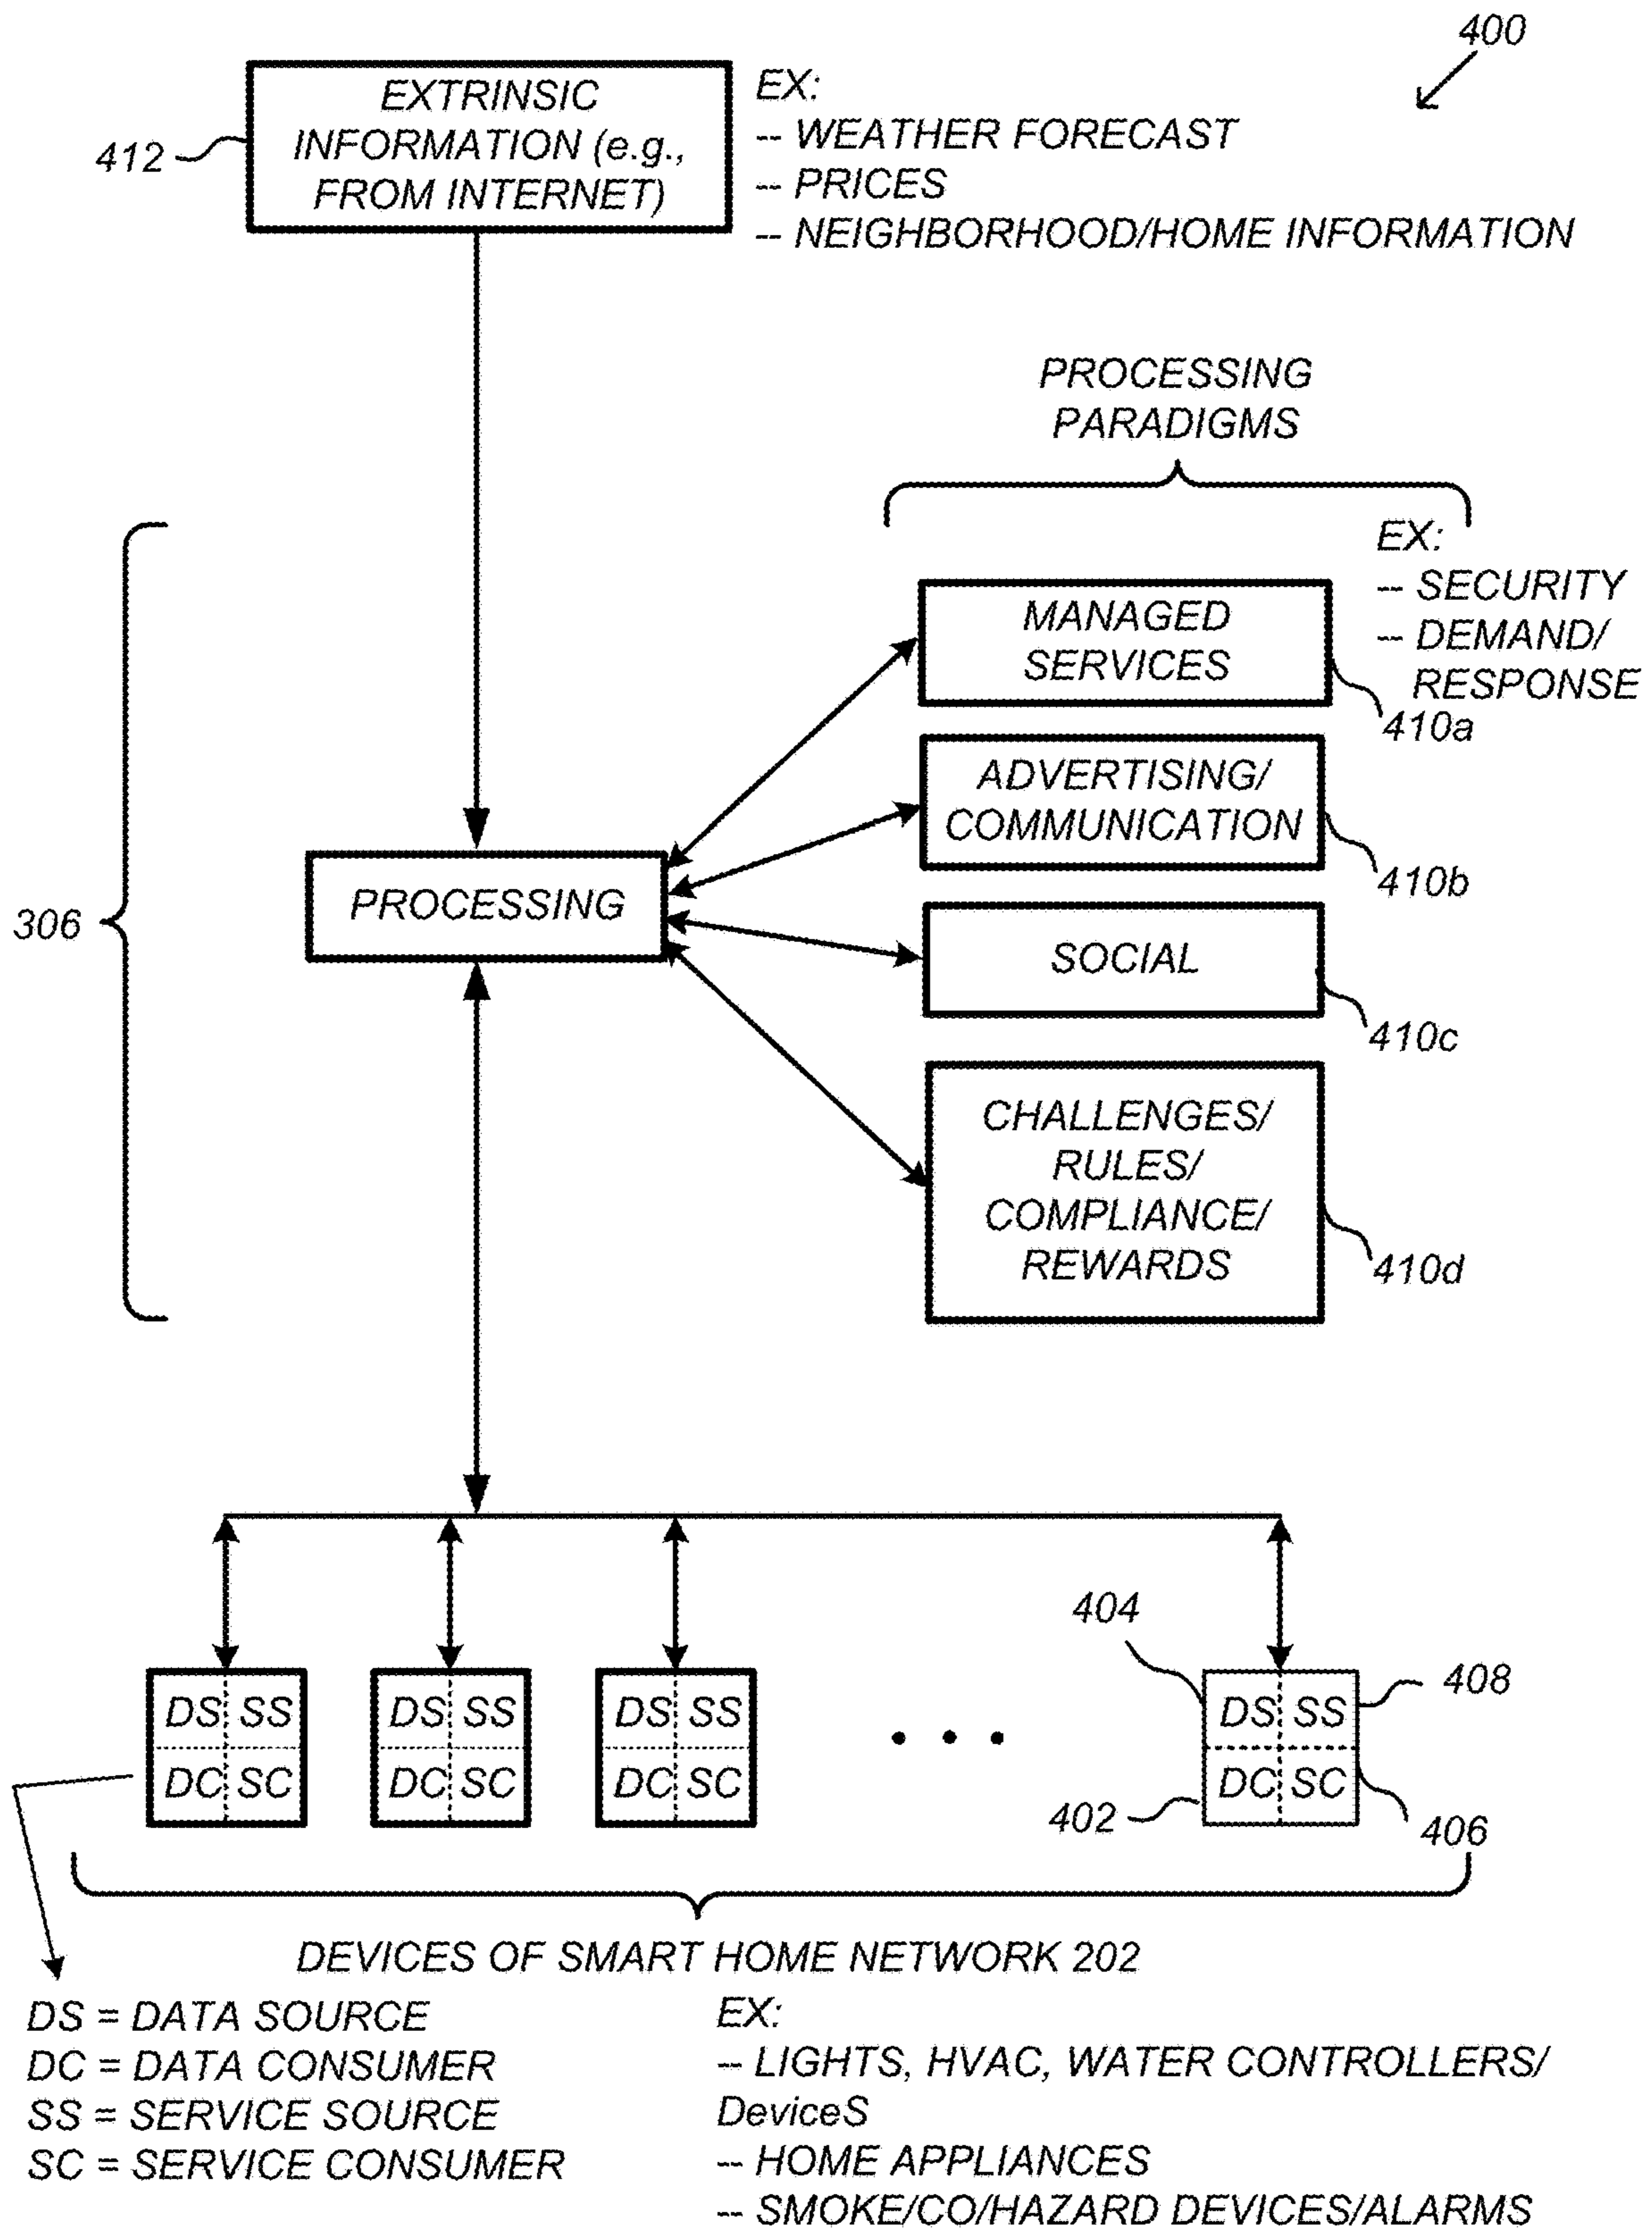 400
EXTRINSIC
INFORMATION (e.g.,
FROM INTERNET)
412
EX:
-- WEATHER FORECAST
-- PRICES
-- NEIGHBORHOOD/HOME INFORMATION
PROCESSING
PARADIGMS
EX:
-- SECURITY
-- DEMAND/
RESPONSE
MANAGED
SERVICES
410a
ADVERTISING/
COMMUNICATION
410b
306
PROCESSING
SOCIAL
410c
CHALLENGES/
RULES/
COMPLIANCE/
REWARDS
410d
404
408
DS SS
DC SC
DS SS
DC SC
DS SS
DC SC
. . .
DS SS
DC SC
402
406
DEVICES OF SMART HOME NETWORK 202
DS = DATA SOURCE
DC = DATA CONSUMER
SS = SERVICE SOURCE
SC = SERVICE CONSUMER
EX:
-- LIGHTS, HVAC, WATER CONTROLLERS/
DeviceS
-- HOME APPLIANCES
-- SMOKE/CO/HAZARD DEVICES/ALARMS